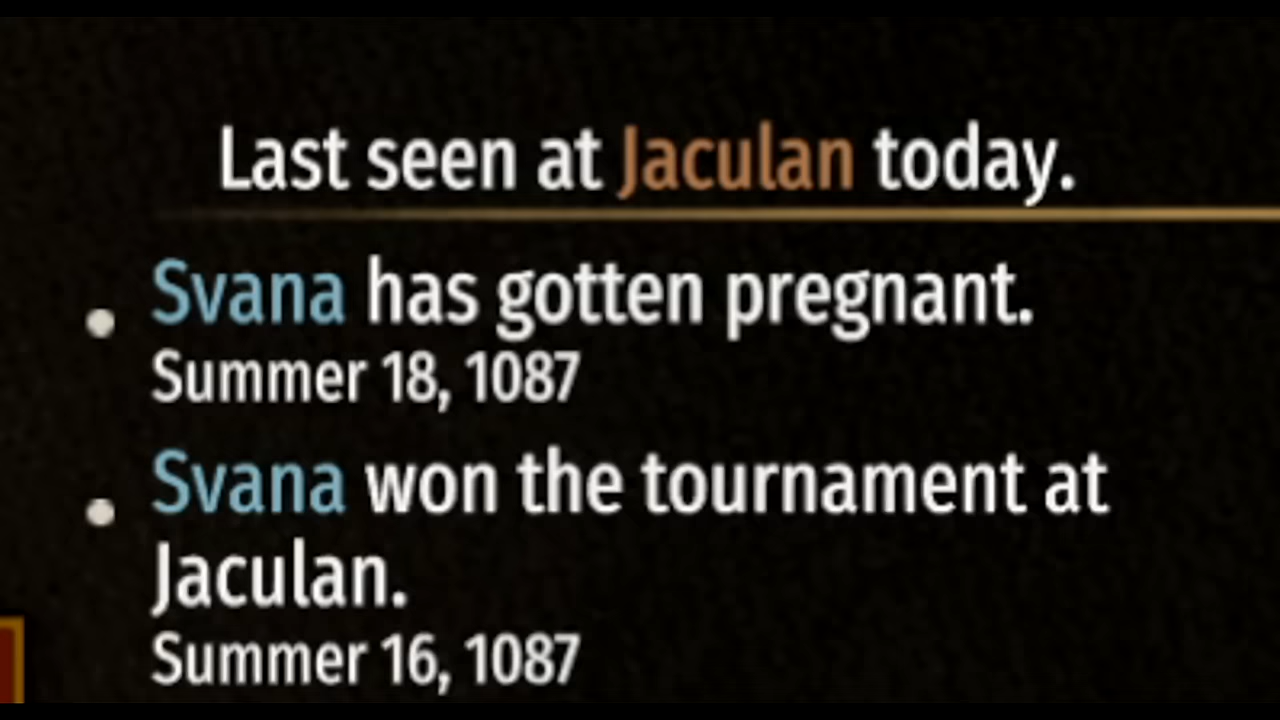 Last seen at Jaculan today.
Svana has gotten pregnant.
Summer 18, 1087
Svana won the tournament at
Jaculan.
Summer 16, 1087